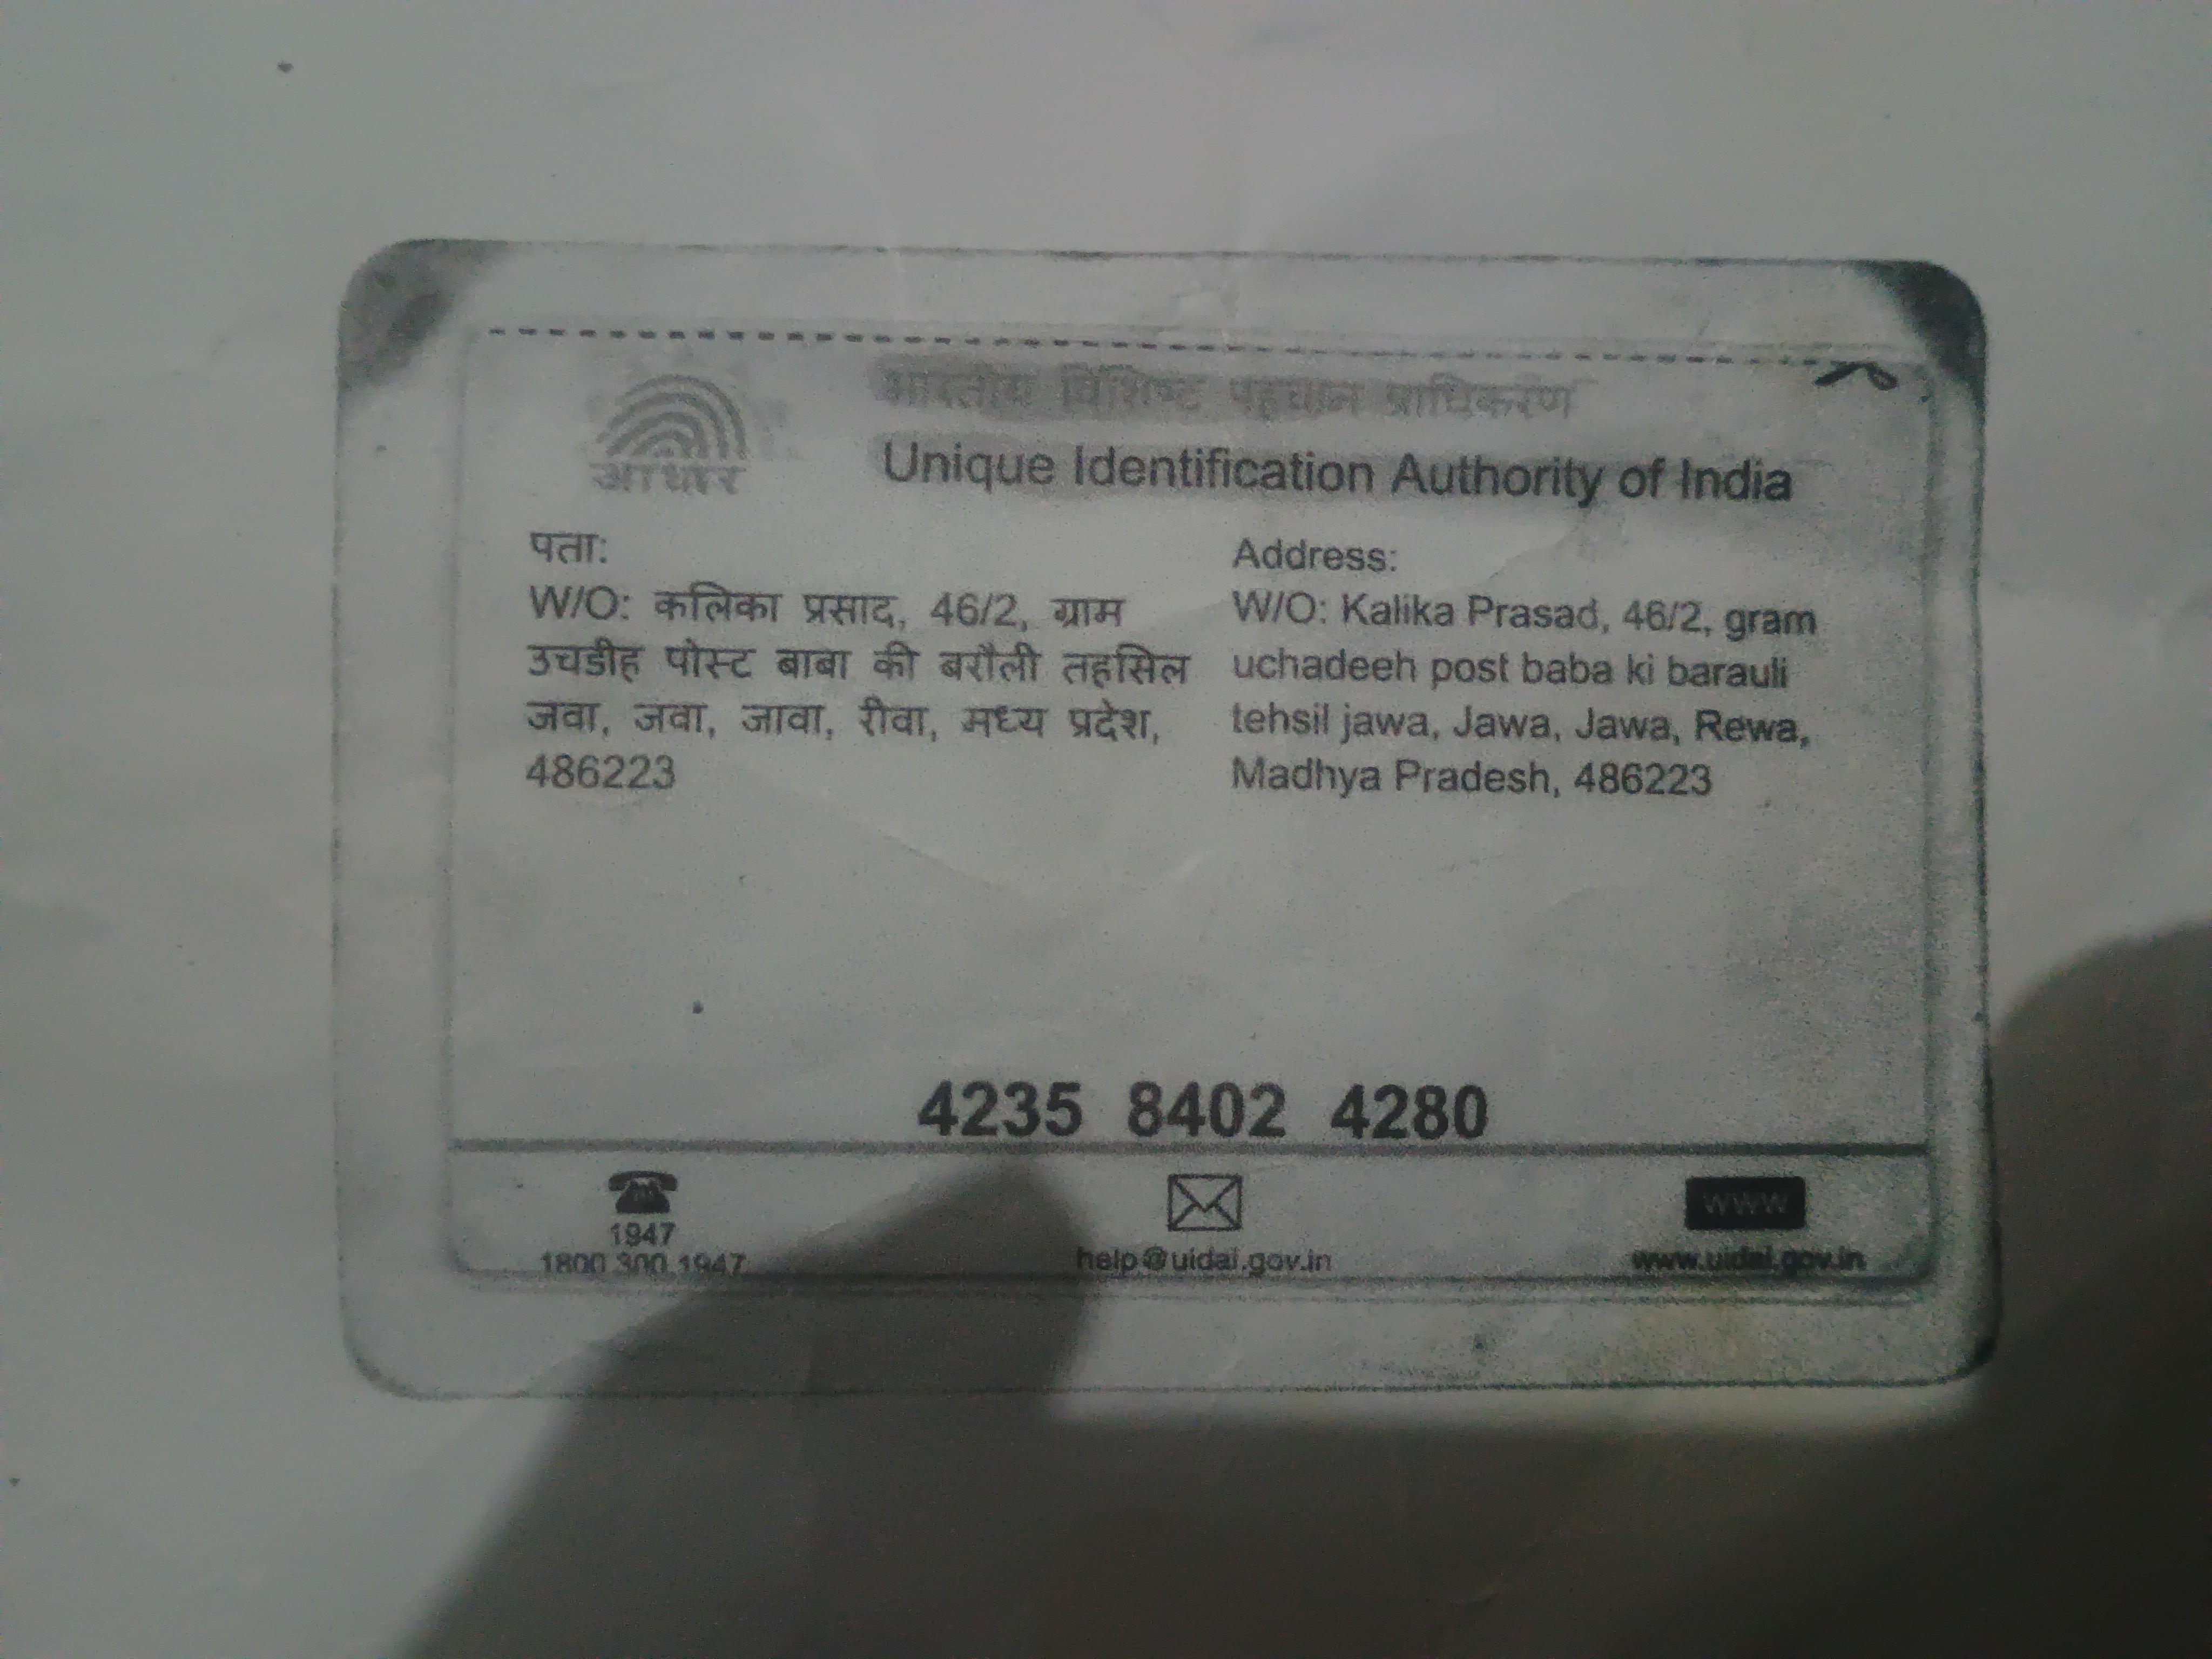 भारतीय विशिष्ट पहचान प्राधिकरण
आधार
Unique Identification Authority of India
पता:
W/O: कलिका प्रसाद, 46/2, ग्राम
उचडीह पोस्ट बाबा की बरौली तहसिल
जवा, जवा, जावा, रीवा, मध्य प्रदेश,
486223
Address:
W/O: Kalika Prasad, 46/2, gram
uchadeeh post baba ki barauli
tehsil jawa, Jawa, Jawa, Rewa,
Madhya Pradesh, 486223
4235 8402 4280
1947
1800 300 1947
help@uidai.gov.in
WWW
www.uidai.gov.in